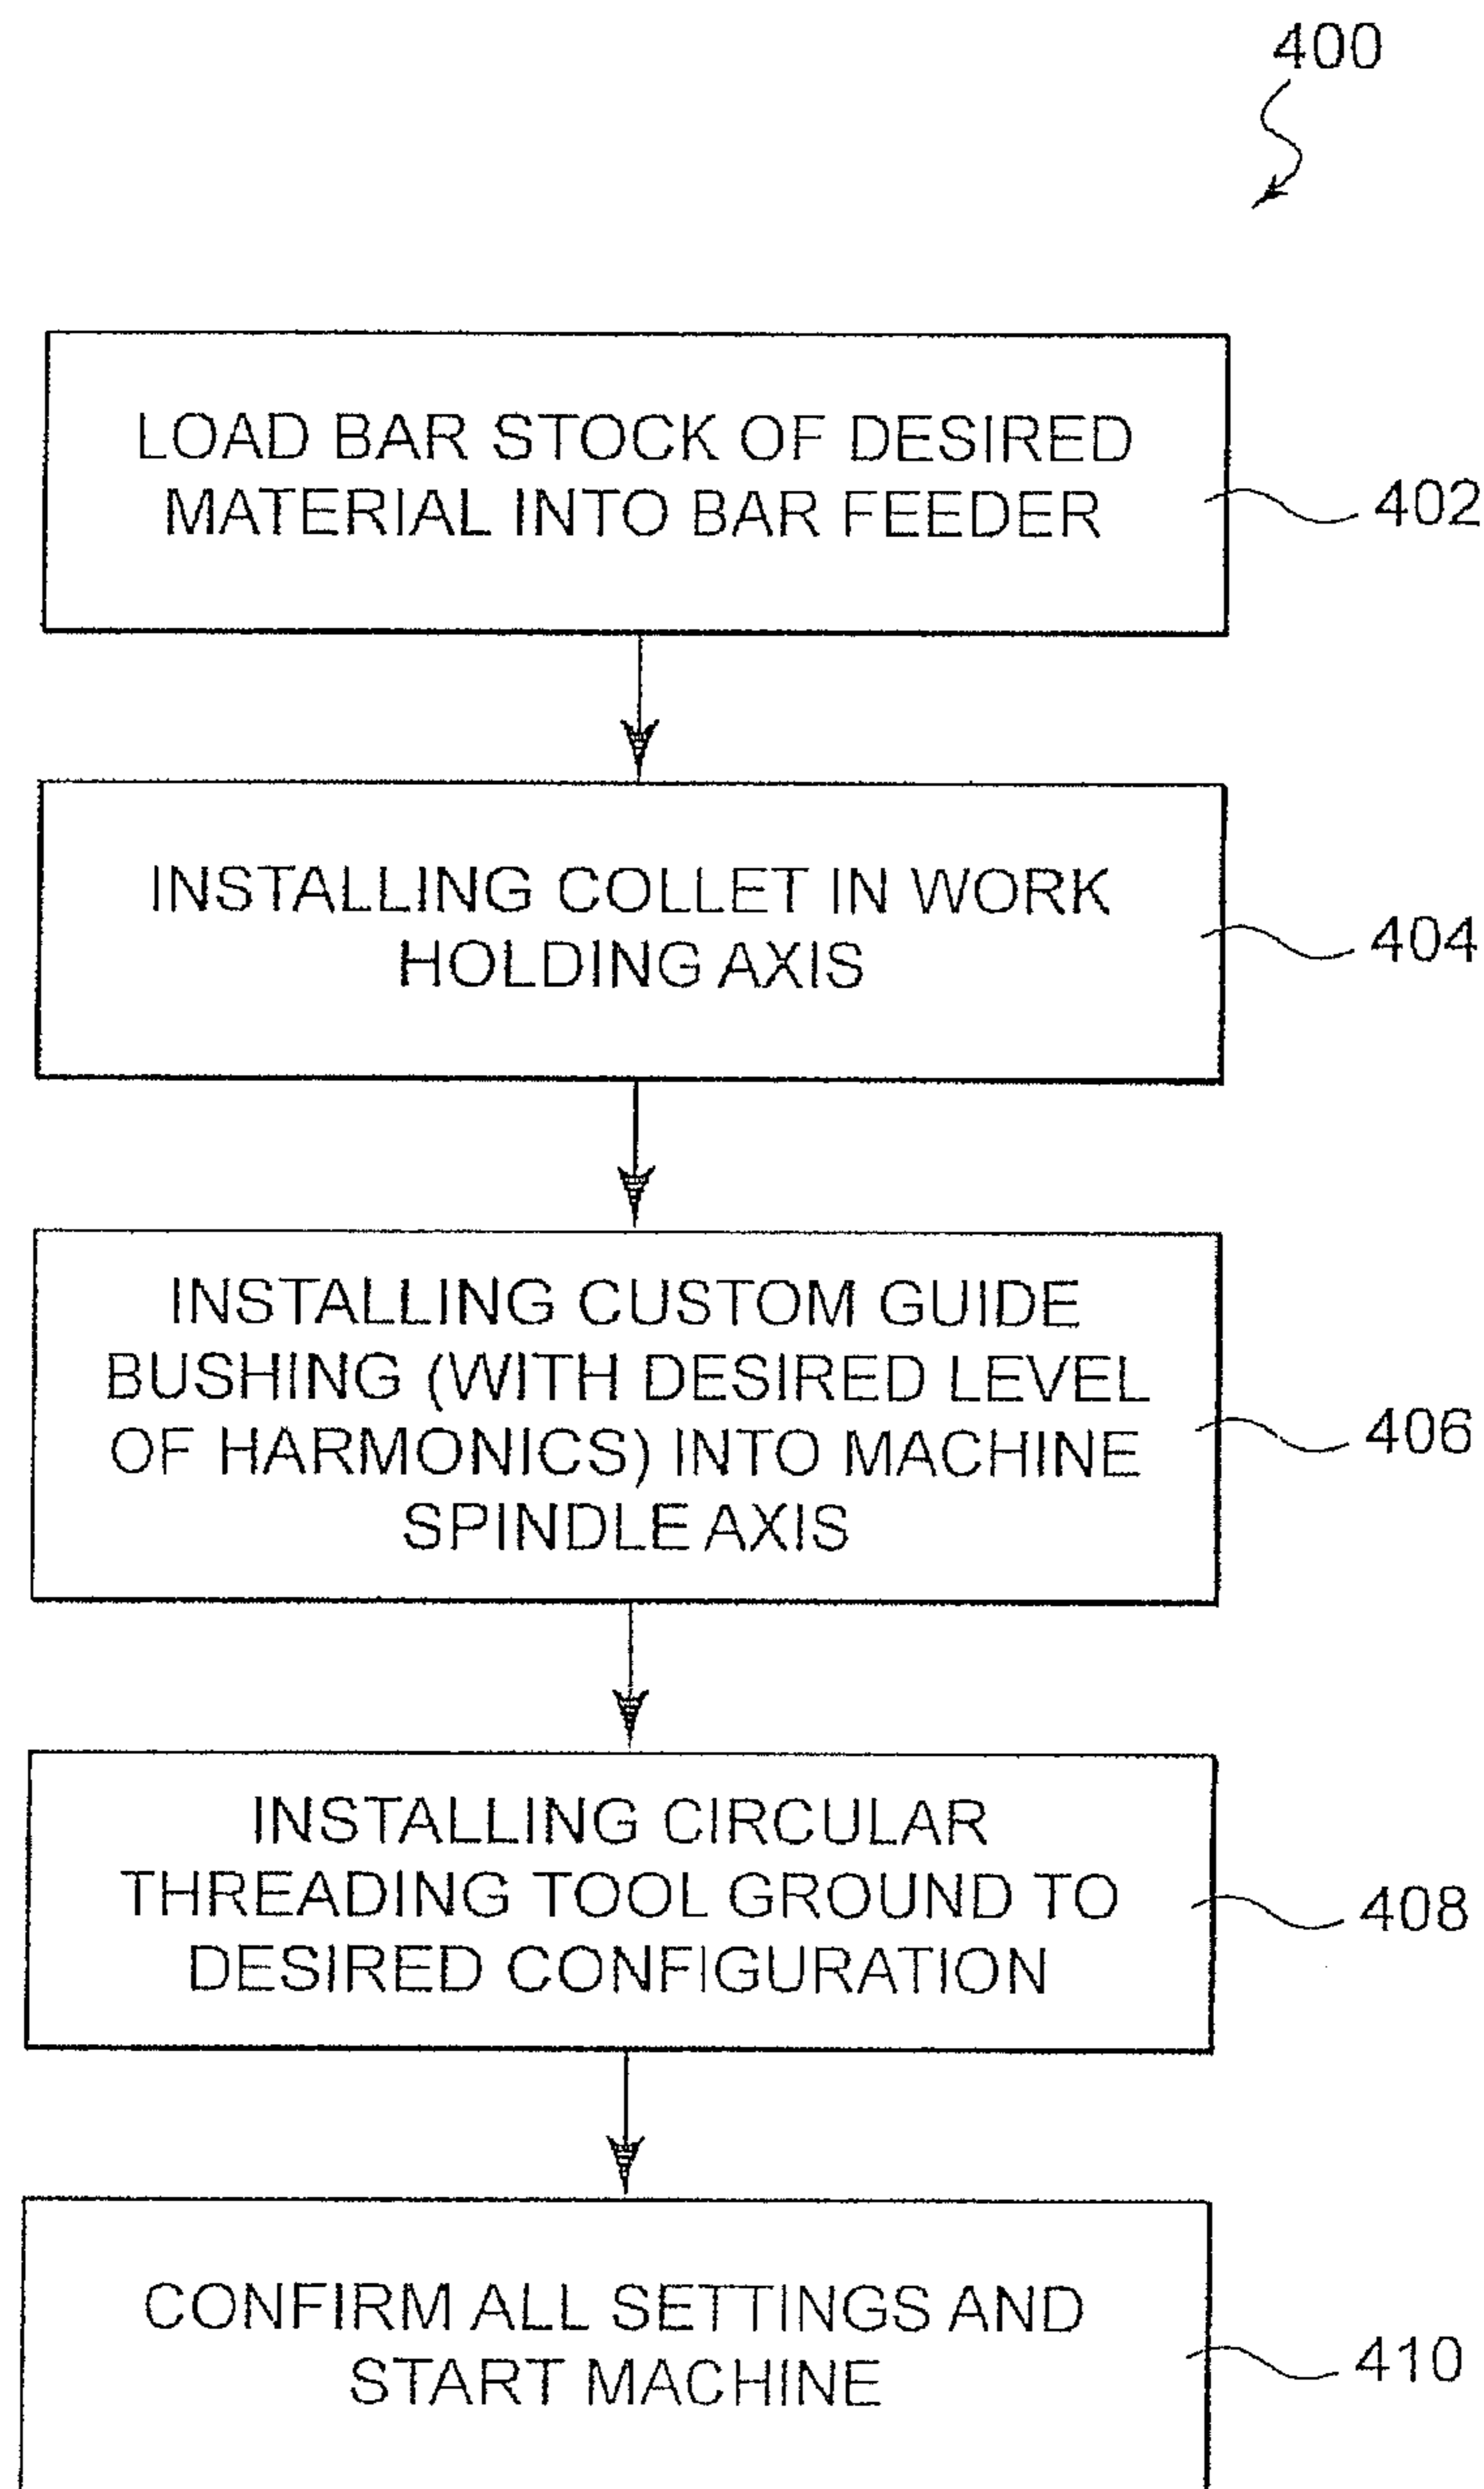 400
LOAD BAR STOCK OF DESIRED
MATERIAL INTO BAR FEEDER
402
INSTALLING COLLET IN WORK
HOLDING AXIS
404
INSTALLING CUSTOM GUIDE
BUSHING (WITH DESIRED LEVEL
OF HARMONICS) INTO MACHINE
SPINDLE AXIS
406
INSTALLING CIRCULAR
THREADING TOOL GROUND TO
DESIRED CONFIGURATION
408
CONFIRM ALL SETTINGS AND
START MACHINE
410